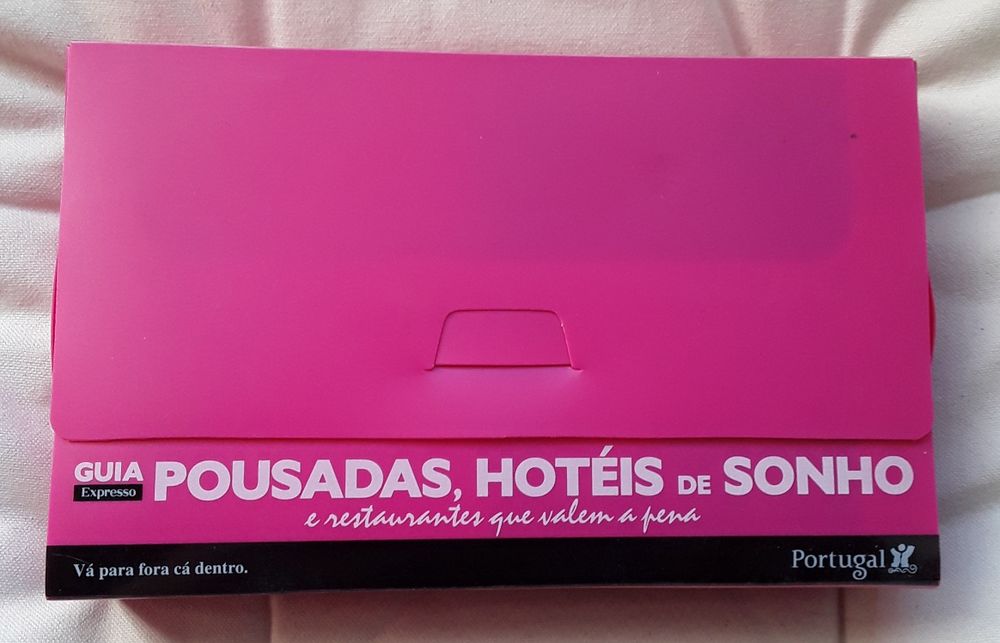 GUIA
Expresso
POUSADAS, HOTÉIS DE SONHO
e restaurantes que valem a pena
Vá para fora cá dentro.
Portugal